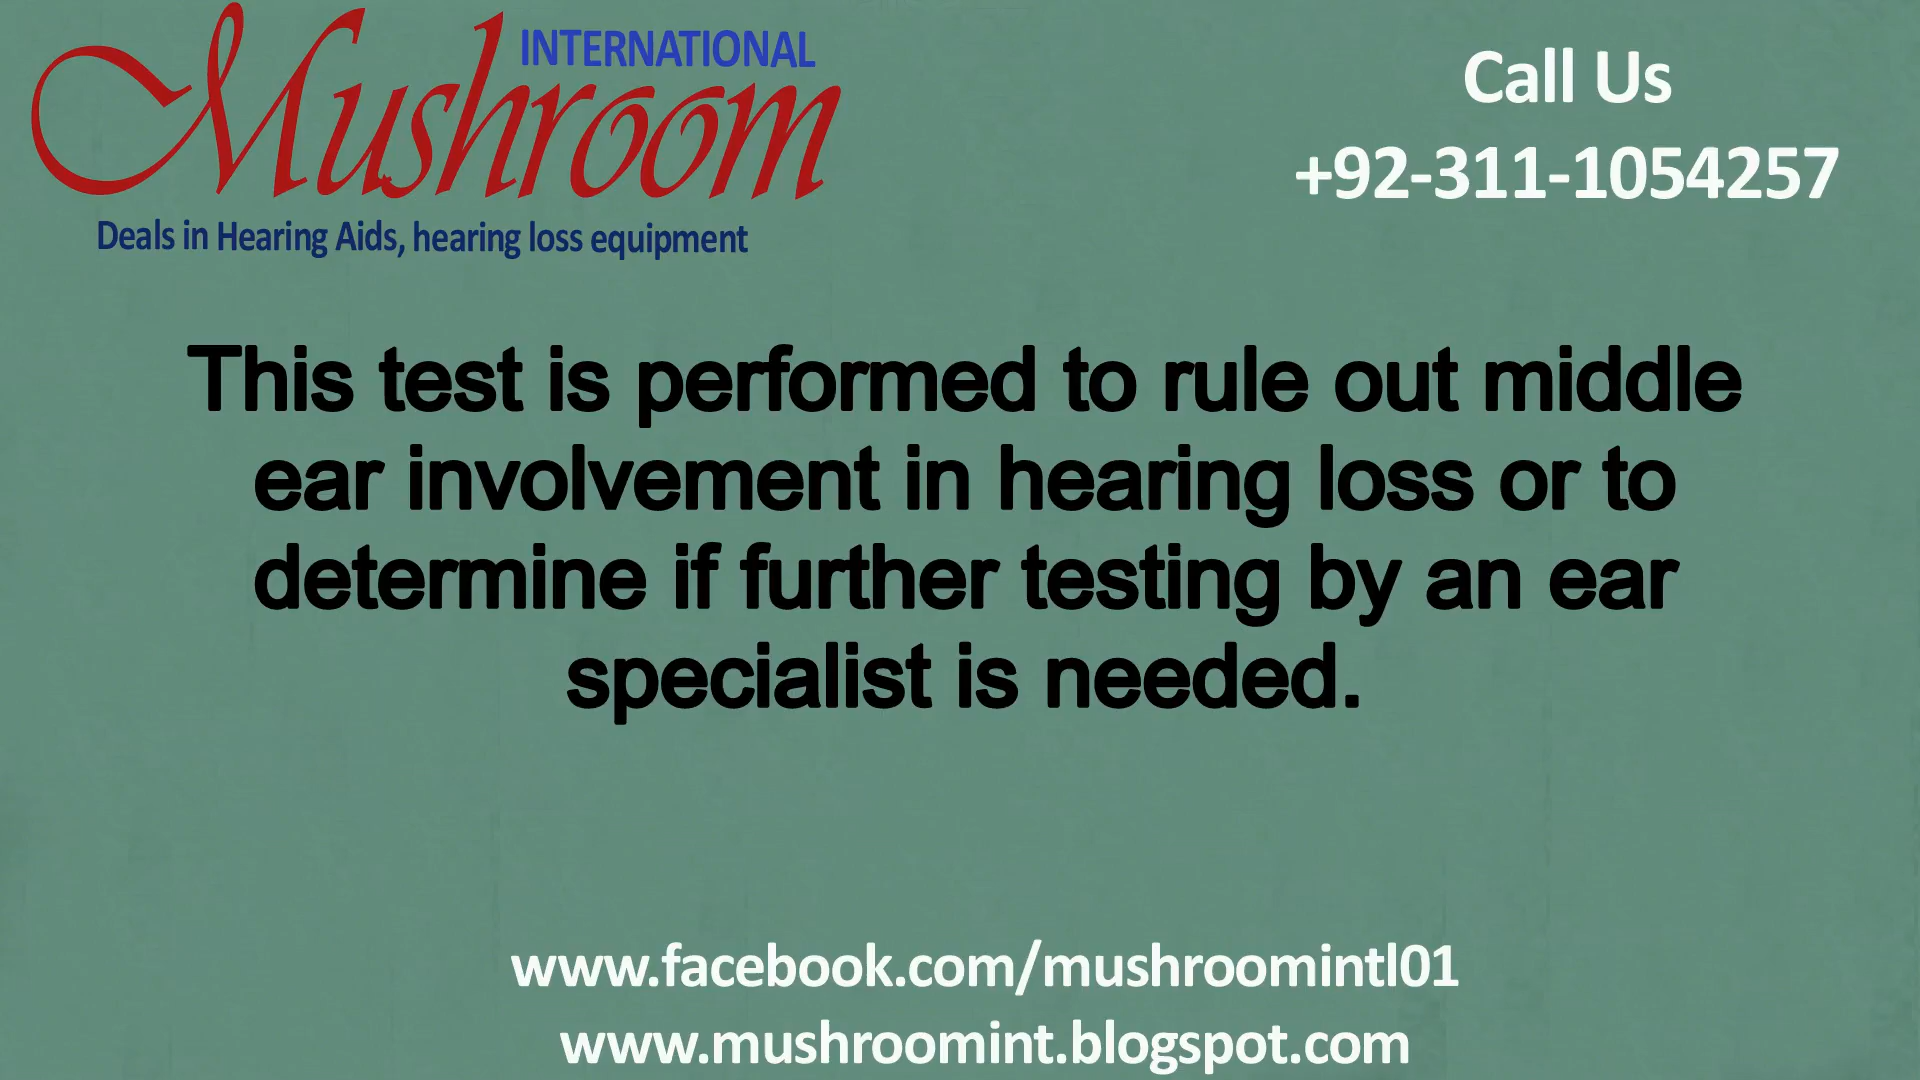 INTERNATIONAL
Mushroom
Deals in Hearing Aids, hearing loss equipment
Call Us
+92-311-1054257
This test is performed to rule out middle
ear involvement in hearing loss or to
determine if further testing by an ear
specialist is needed.
www.facebook.com/mushroomintl01
www.mushroomint.blogspot.com